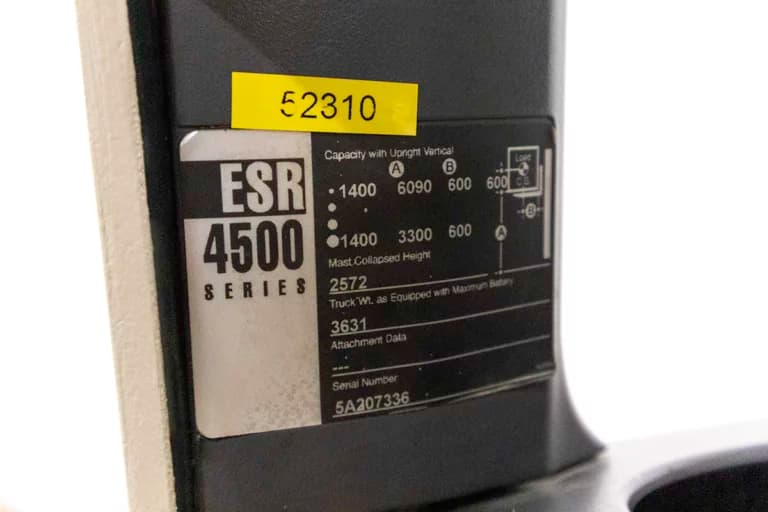 52310
ESR
4500
SERIES
Capacity with Upright Vertical
A B
1400 6090 600 600
1400 3300 600
Load
C.G.
B
A
Mast Collapsed Height
2572
Truck Wt. as Equipped with Maximum Battery
3631
Attachment Data
---
Serial Number
5A207336